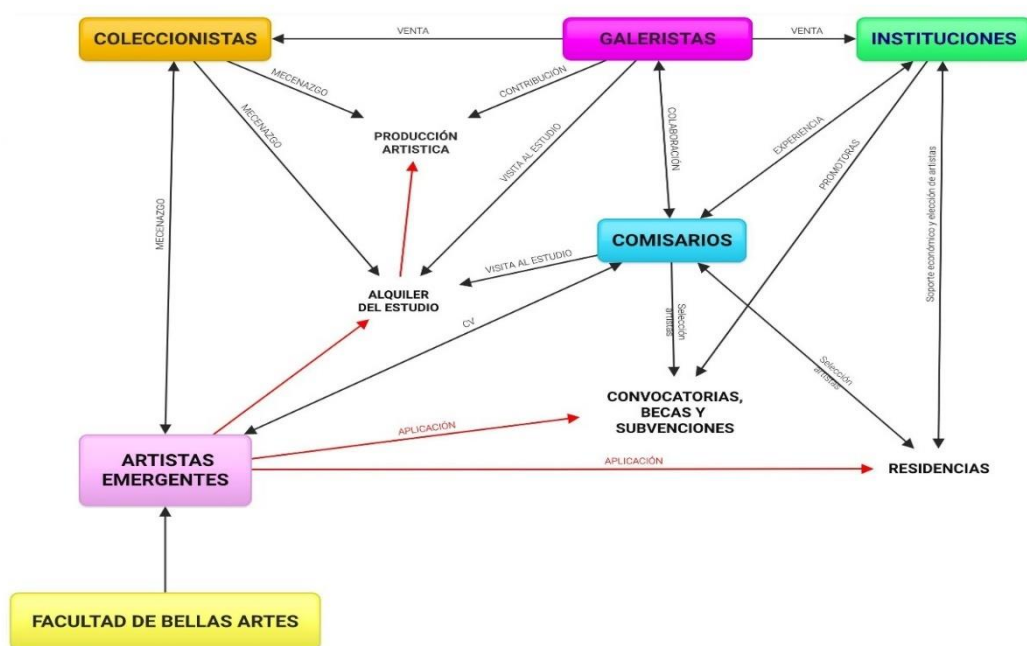 COLECCIONISTAS
VENTA
GALERISTAS
VENTA
INSTITUCIONES
MECENAZGO
CONTRIBUCIÓN
MECENAZGO
PRODUCCIÓN
ARTISTICA
VISITA AL ESTUDIO
COLABORACIÓN
EXPERIENCIA
PROMOTORAS
MECENAZGO
Soporte económico y elección de artistas
COMISARIOS
VISITA AL ESTUDIO
ALQUILER
DEL ESTUDIO
CV
Selección
artistas
Selección
artistas
CONVOCATORIAS,
BECAS Y
SUBVENCIONES
APLICACIÓN
ARTISTAS
EMERGENTES
APLICACIÓN
RESIDENCIAS
FACULTAD DE BELLAS ARTES